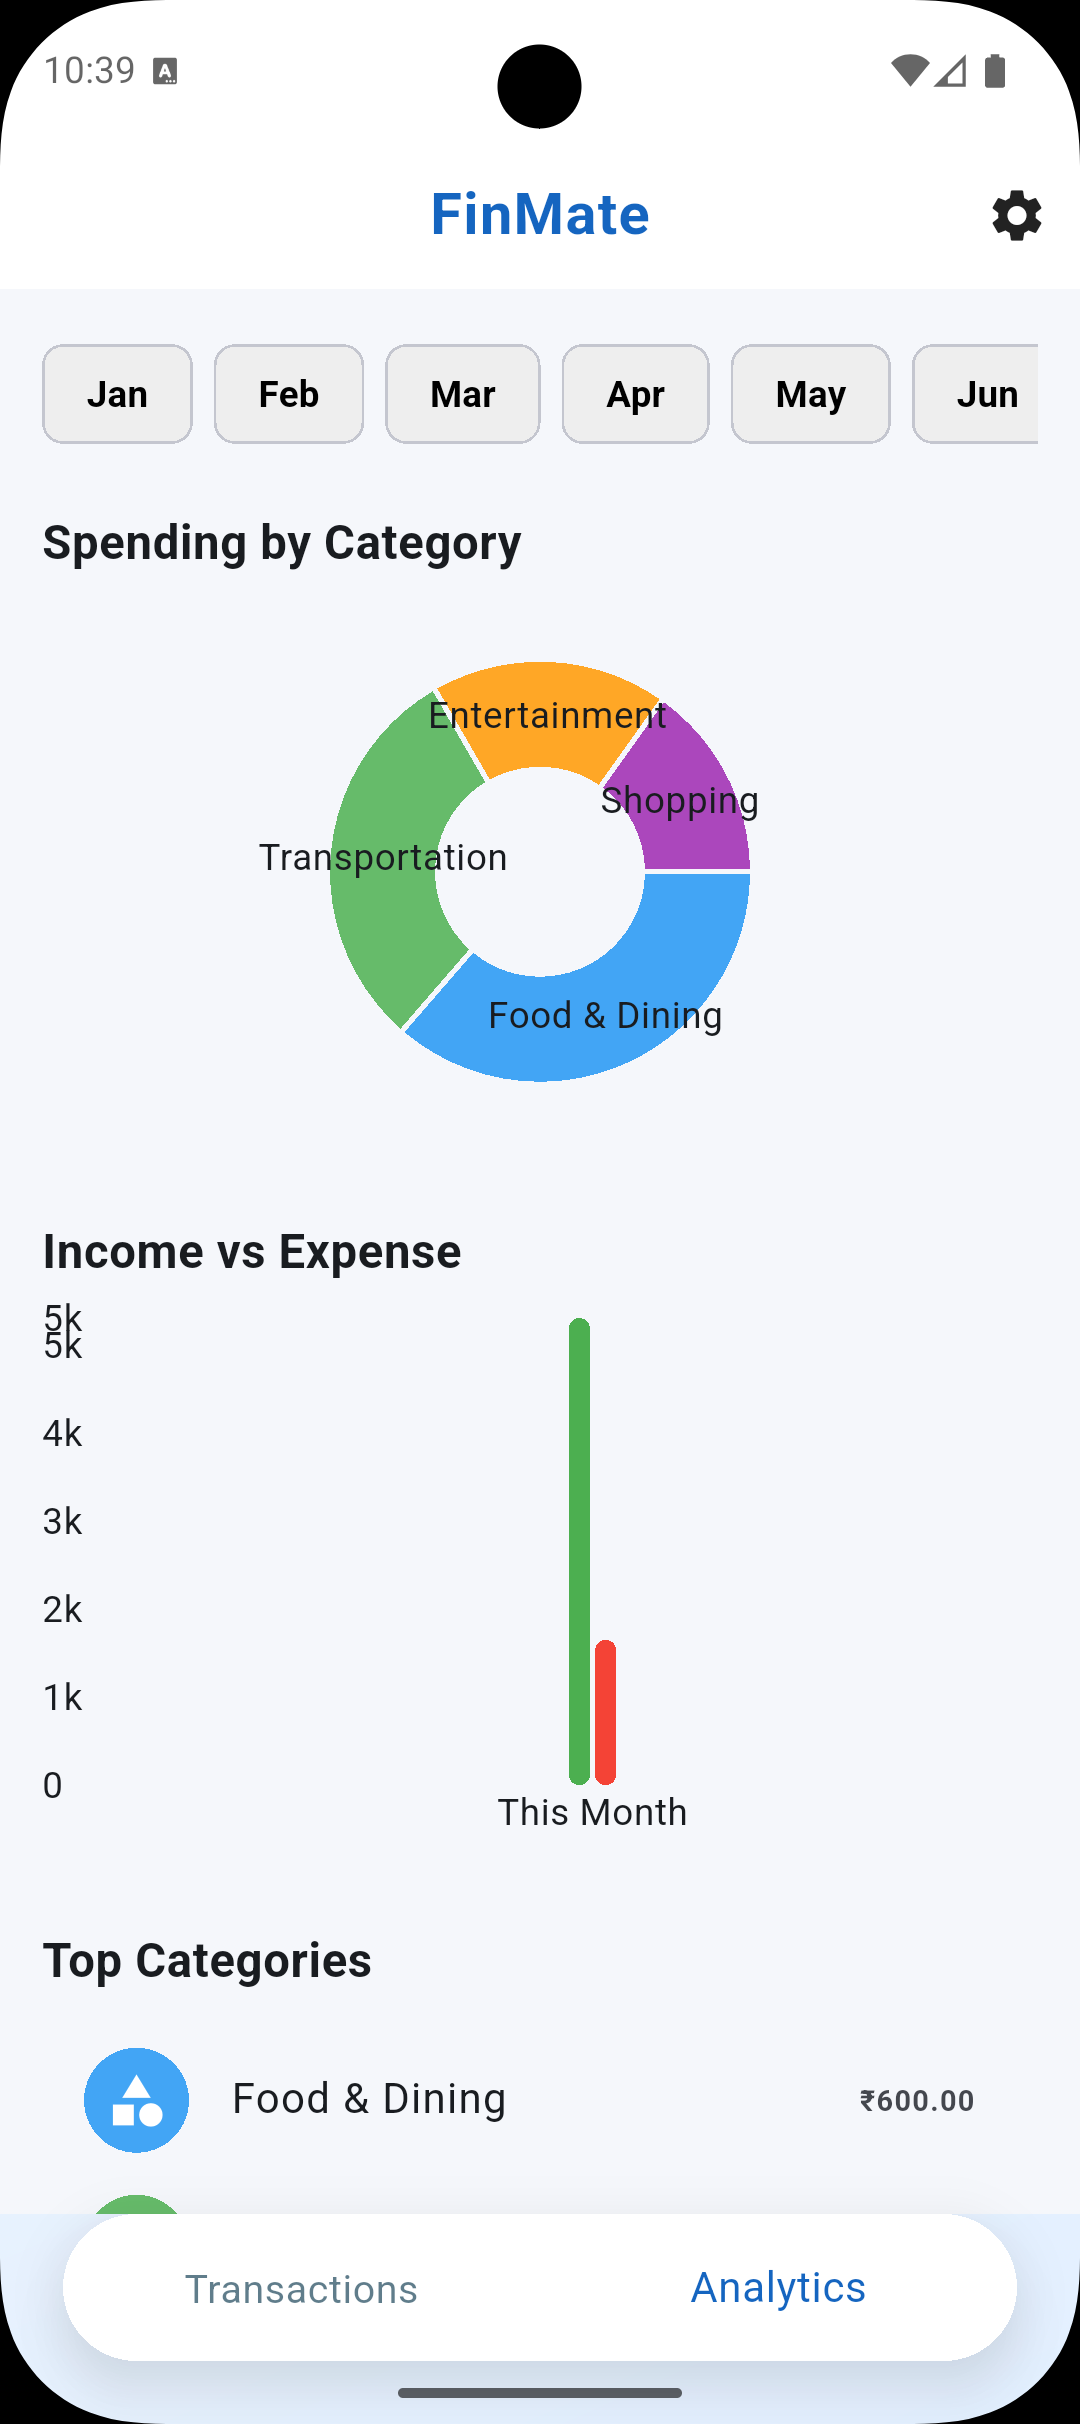 10:39
FinMate
Jan Feb Mar Apr May Jun
Spending by Category
Entertainment
Shopping
Transportation
Food & Dining
Income vs Expense
5k
5k
4k
3k
2k
1k
0
This Month
Top Categories
Food & Dining ₹600.00
Transactions Analytics